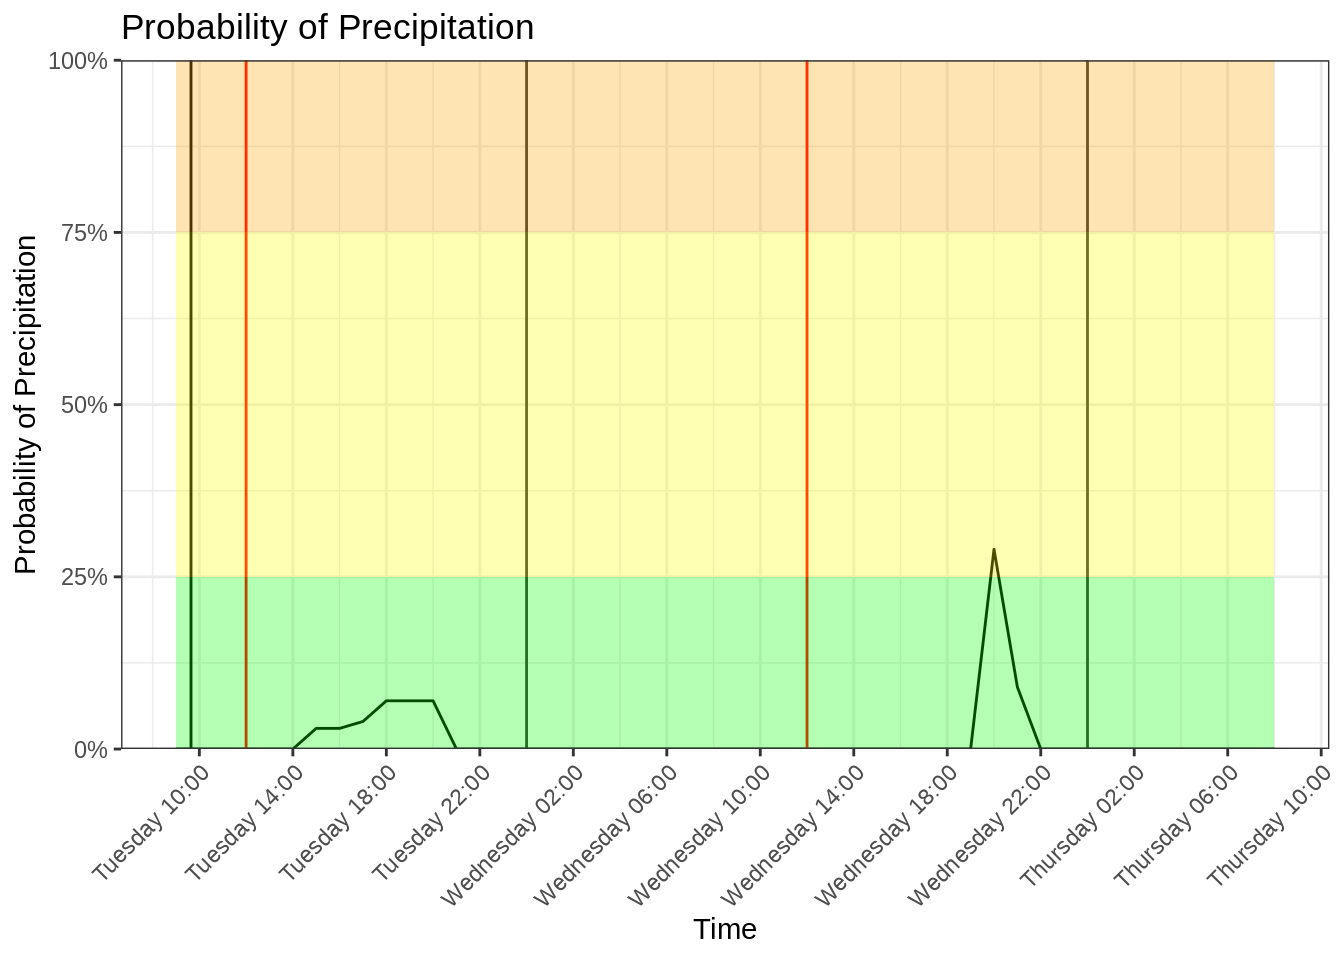 Probability of Precipitation
Probability of Precipitation
100%
75%
50%
25%
0%
Tuesday 10:00
Tuesday 14:00
Tuesday 18:00
Tuesday 22:00
Wednesday 02:00
Wednesday 06:00
Wednesday 10:00
Wednesday 14:00
Wednesday 18:00
Wednesday 22:00
Thursday 02:00
Thursday 06:00
Thursday 10:00
Time